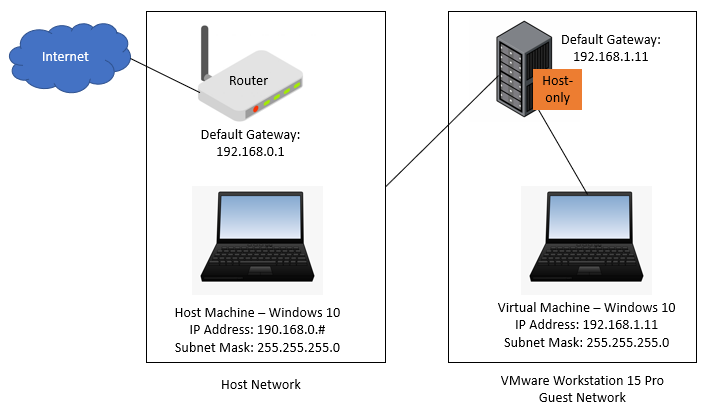 Internet
Router
Default Gateway:
192.168.0.1
Host Machine – Windows 10
IP Address: 190.168.0.#
Subnet Mask: 255.255.255.0
Host Network
Default Gateway:
192.168.1.11
Host-
only
Virtual Machine – Windows 10
IP Address: 192.168.1.11
Subnet Mask: 255.255.255.0
VMware Workstation 15 Pro
Guest Network